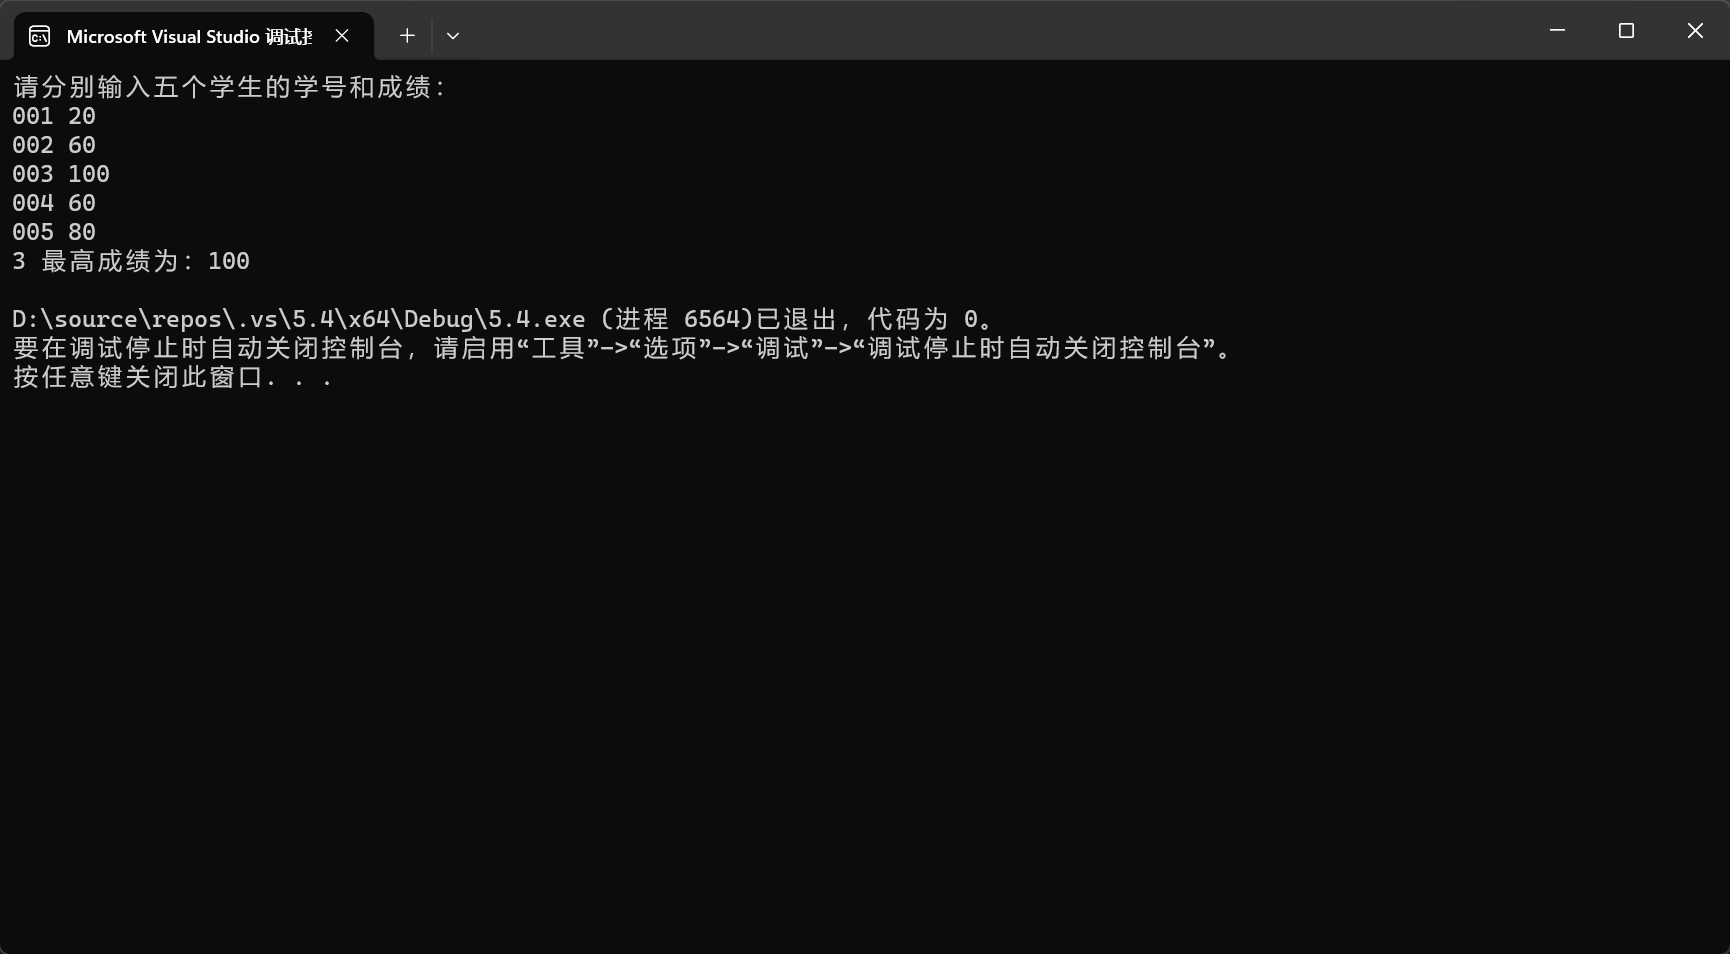 Microsoft Visual Studio 调试
请分别输入五个学生的学号和成绩：
001 20
002 60
003 100
004 60
005 80
3 最高成绩为：100
D:\source\repos\.vs\5.4\x64\Debug\5.4.exe (进程 6564)已退出，代码为 0。
要在调试停止时自动关闭控制台，请启用“工具”->“选项”->“调试”->“调试停止时自动关闭控制台”。
按任意键关闭此窗口. . .